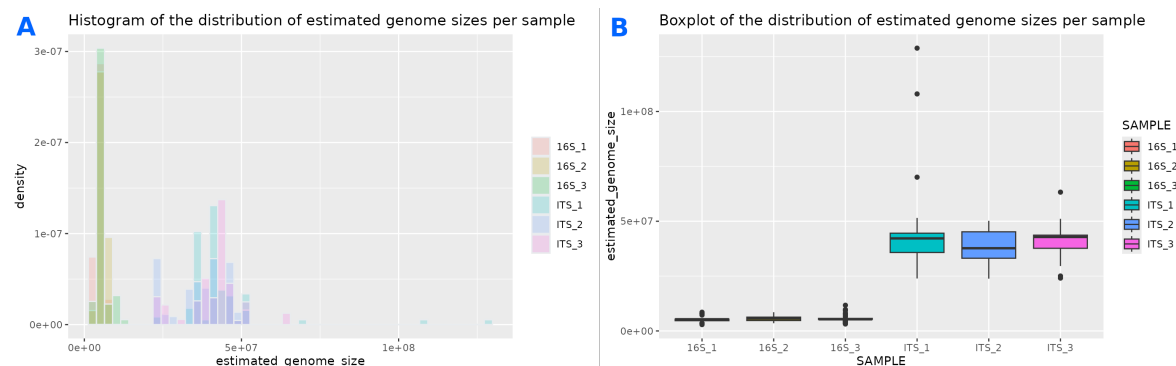 A
Histogram of the distribution of estimated genome sizes per sample
3e-07
2e-07
1e-07
0e+00
density
0e+00
5e+07
1e+08
estimated_genome_size
16S_1
16S_2
16S_3
ITS_1
ITS_2
ITS_3
B
Boxplot of the distribution of estimated genome sizes per sample
1e+08
5e+07
0e+00
estimated_genome_size
16S_1
16S_2
16S_3
ITS_1
ITS_2
ITS_3
SAMPLE
SAMPLE
16S_1
16S_2
16S_3
ITS_1
ITS_2
ITS_3